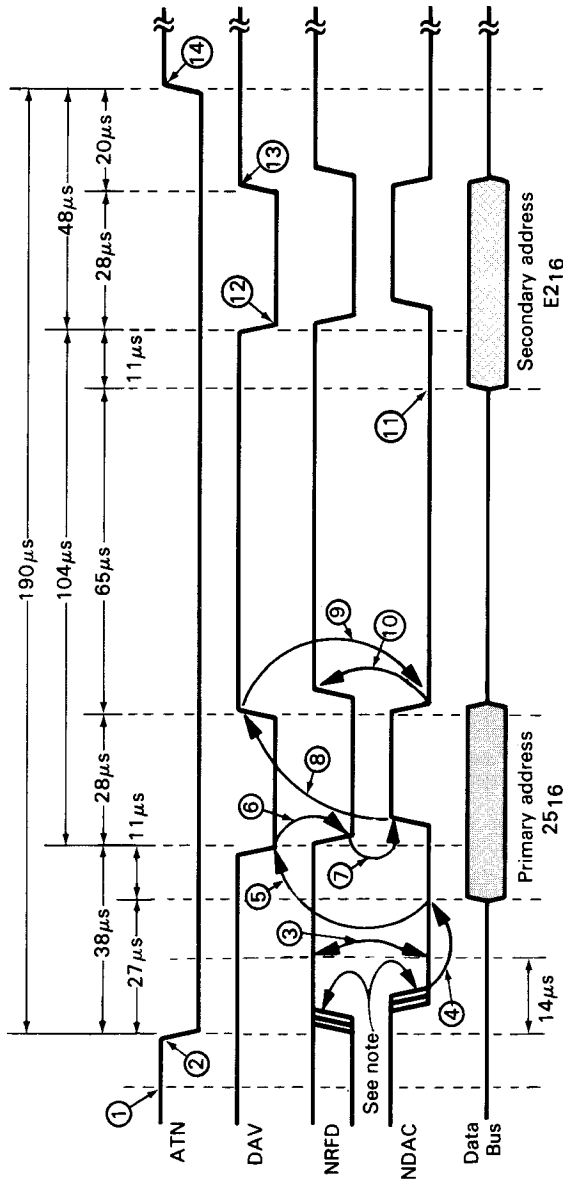 190μs
38μs
104μs
48μs
27μs
11μs
28μs
65μs
11μs
28μs
20μs
1
2
14
ATN
DAV
5
6
8
9
12
13
NRFD
See note
3
7
10
NDAC
4
11
Data
Bus
14μs
Primary address
25₁₆
Secondary address
E2₁₆